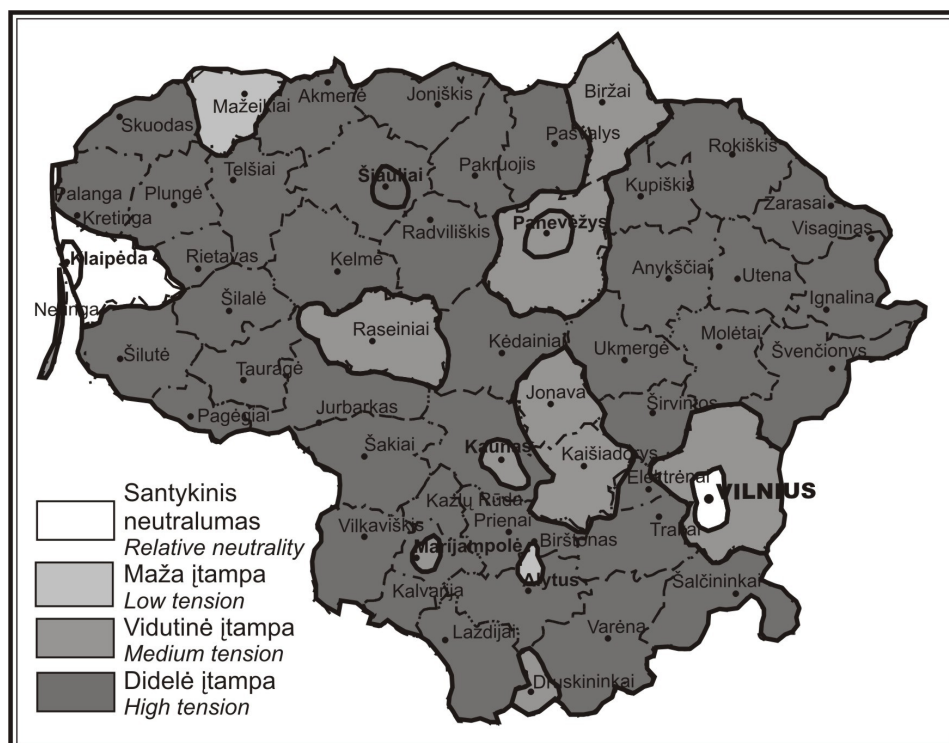 Mažeikiai
Akmenė
Joniškis
Biržai
Skuodas
Pasvalys
Rokiškis
Telšiai
Šiauliai
Pakruojis
Kupiškis
Palanga
Plungė
Zarasai
Kretinga
Radviliškis
Panevėžys
Visaginas
Klaipėda
Rietavas
Kelmė
Anykščiai
Utena
Neringa
Šilalė
Ignalina
Raseiniai
Kėdainiai
Ukmergė
Molėtai
Šilutė
Švenčionys
Tauragė
Jonava
Pagėgiai
Jurbarkas
Širvintos
Šakiai
Kaunas
Kaišiadorys
Elektrėnai
VILNIUS
Kazlų Rūda
Vilkaviškis
Prienai
Trakai
Marijampolė
Birštonas
Kalvarija
Alytus
Šalčininkai
Lazdijai
Varėna
Druskininkai
Santykinis
neutralumas
Relative neutrality
Maža įtampa
Low tension
Vidutinė įtampa
Medium tension
Didelė įtampa
High tension